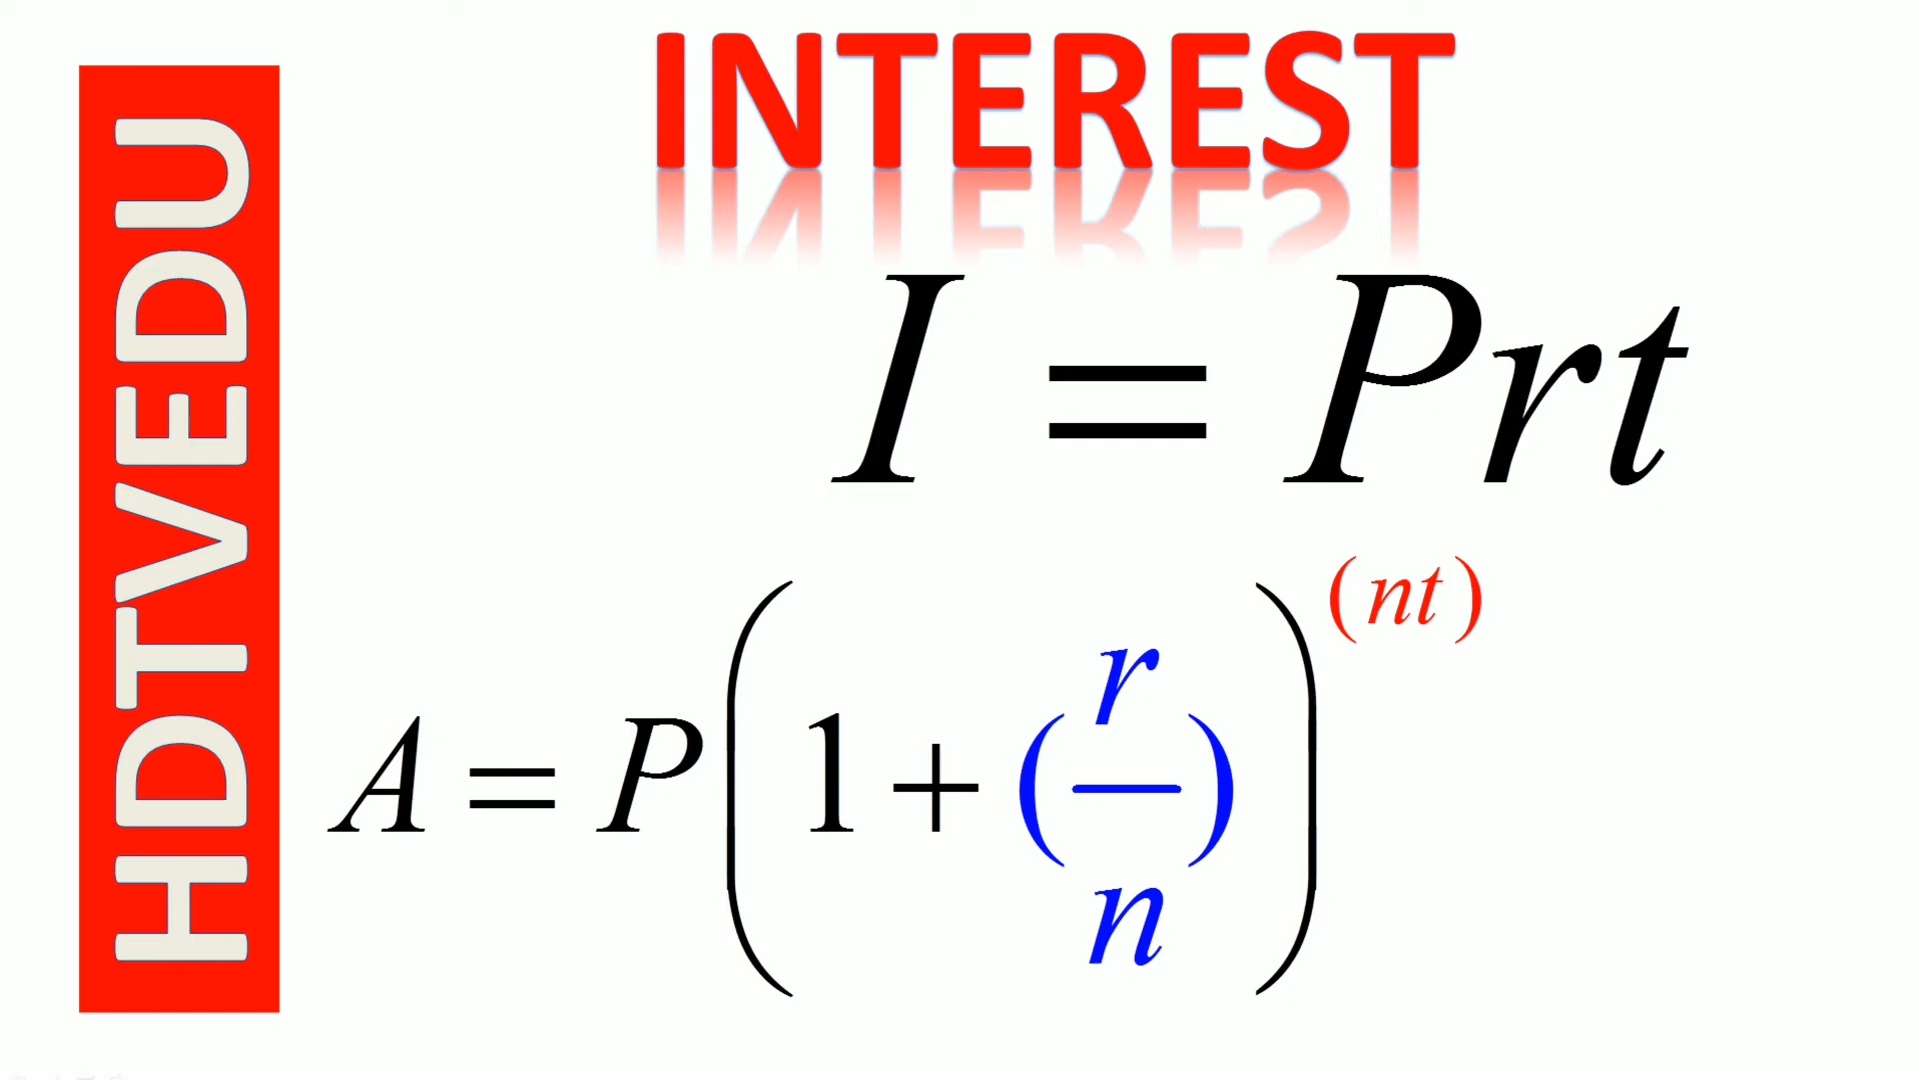 HDTVEDU
INTEREST
I = Prt
A = P(1 + (r/n))^(nt)